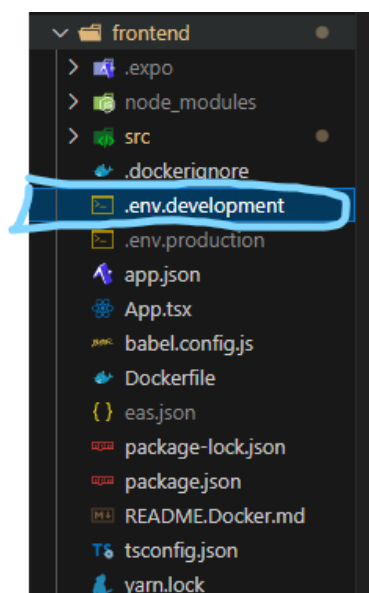 frontend
.expo
node_modules
src
.dockerignore
.env.development
.env.production
app.json
App.tsx
babel.config.js
Dockerfile
eas.json
package-lock.json
package.json
README.Docker.md
tsconfig.json
yarn.lock